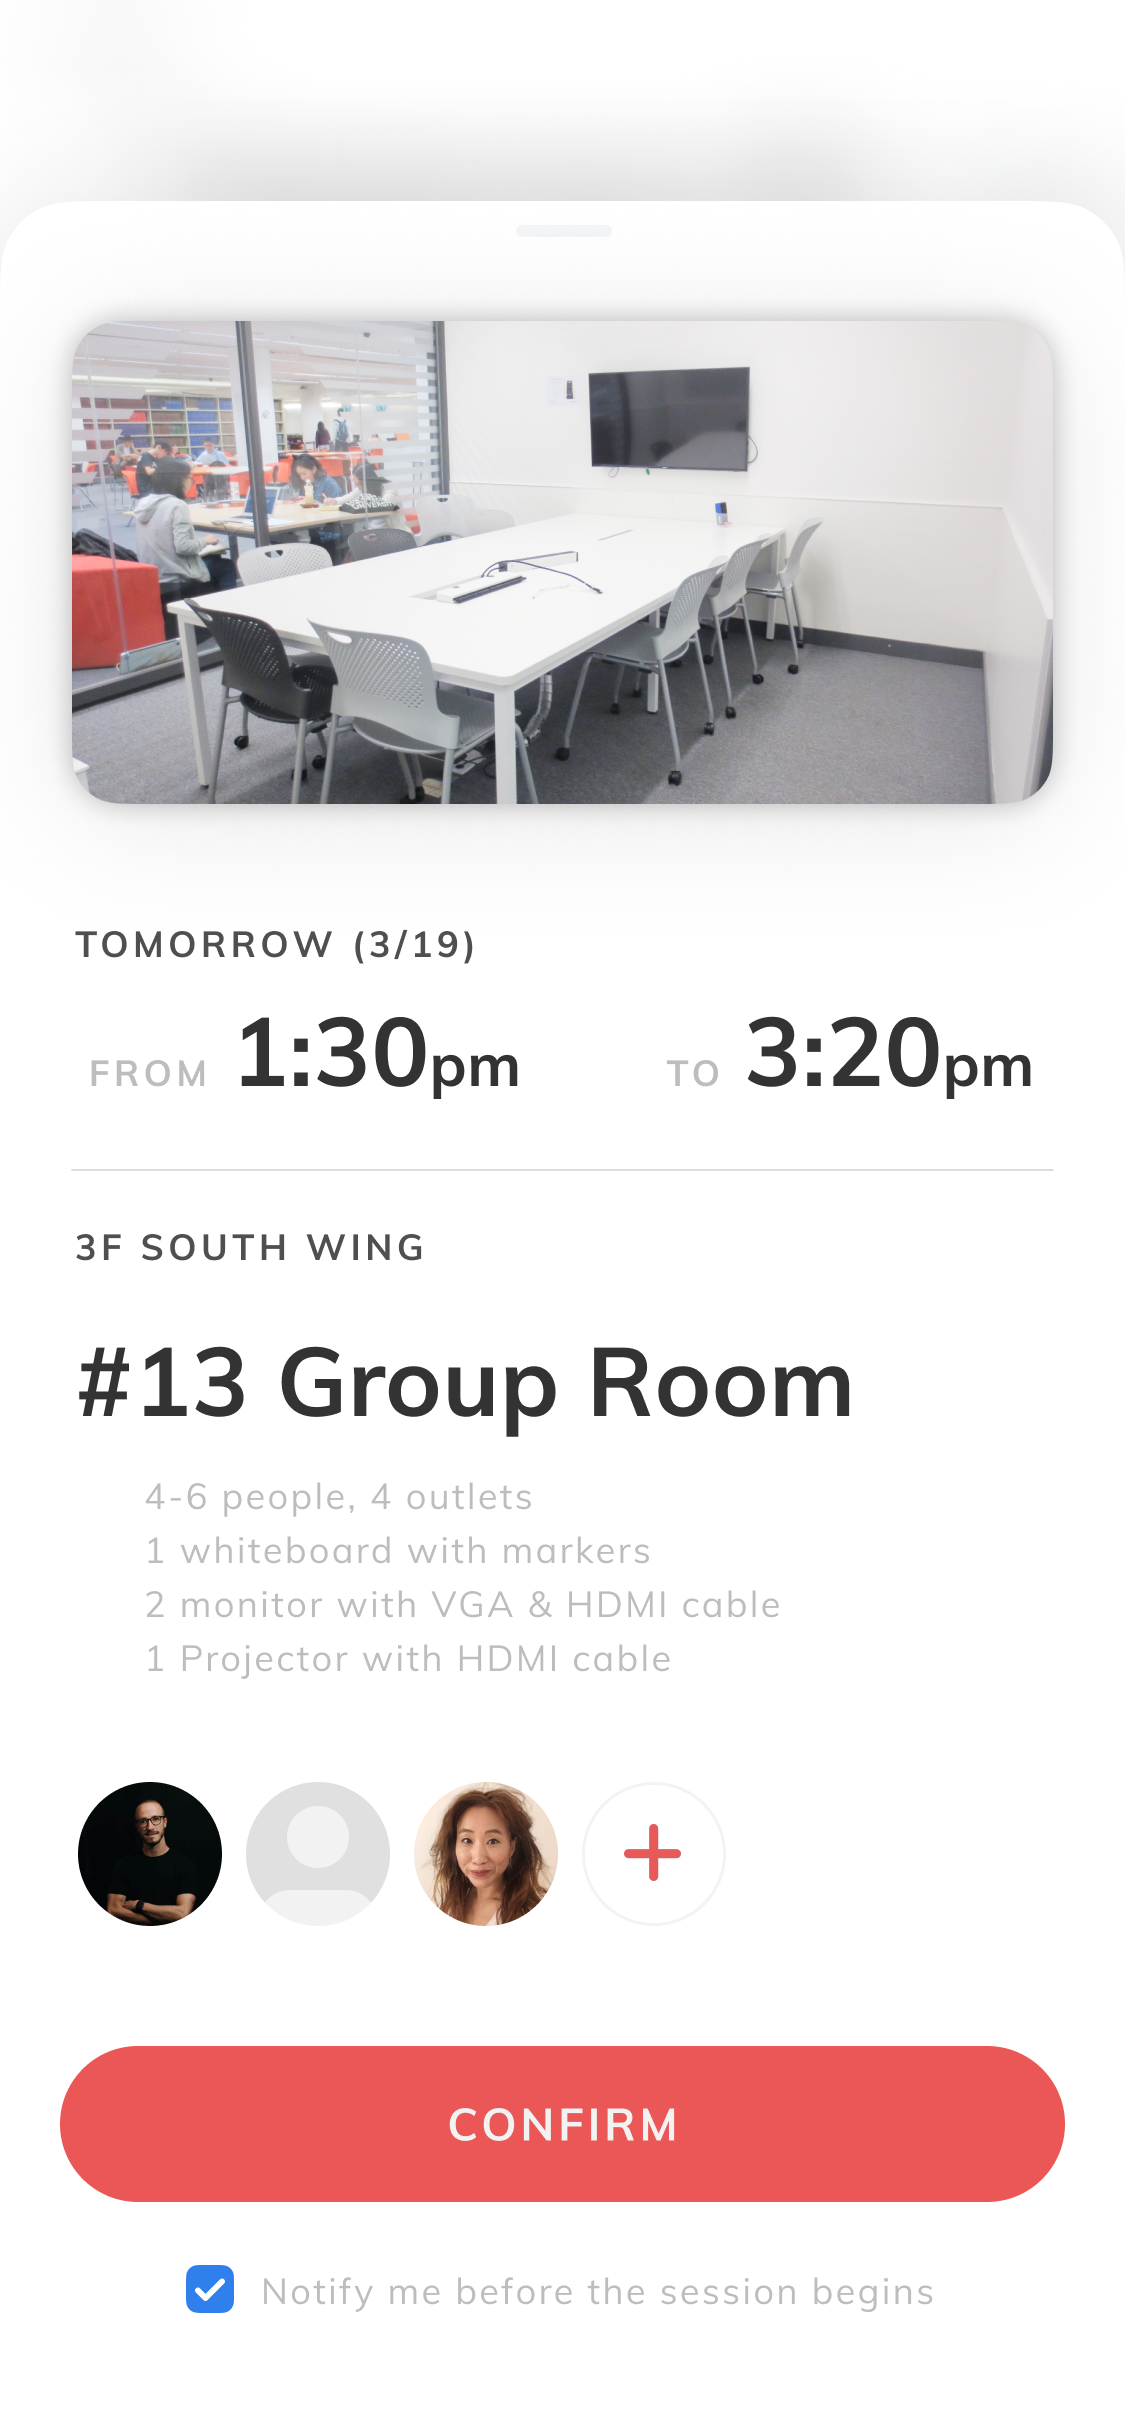 TOMORROW (3/19)
FROM 1:30pm TO 3:20pm
3F SOUTH WING
#13 Group Room
4-6 people, 4 outlets
1 whiteboard with markers
2 monitor with VGA & HDMI cable
1 Projector with HDMI cable
CONFIRM
Notify me before the session begins